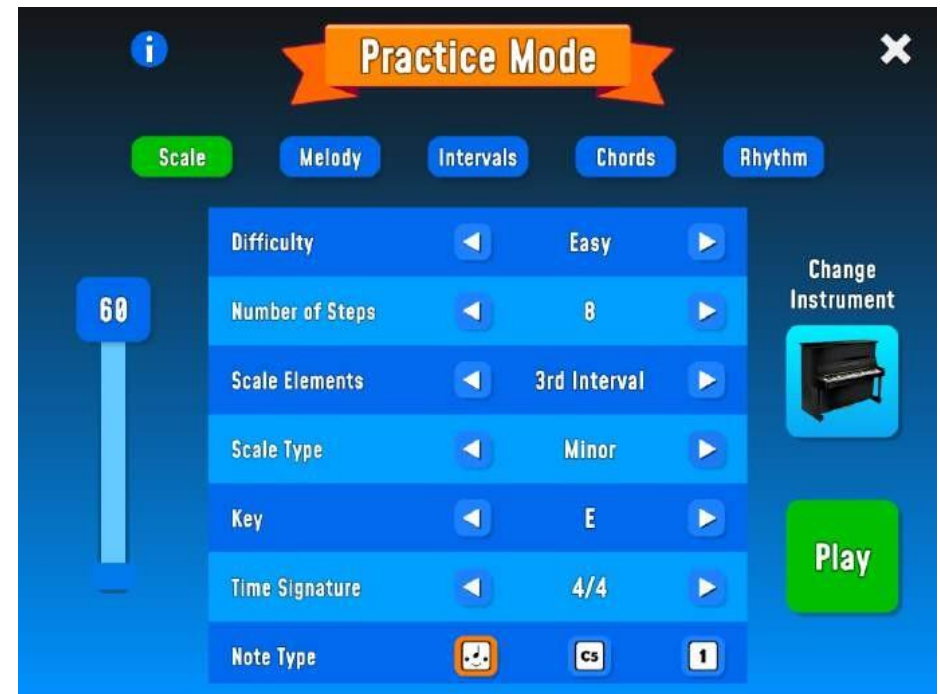 i
Practice Mode
Scale Melody Intervals Chords Rhythm
60
Difficulty Easy
Number of Steps 8
Scale Elements 3rd Interval
Scale Type Minor
Key E
Time Signature 4/4
Note Type C5 1
Change
Instrument
Play